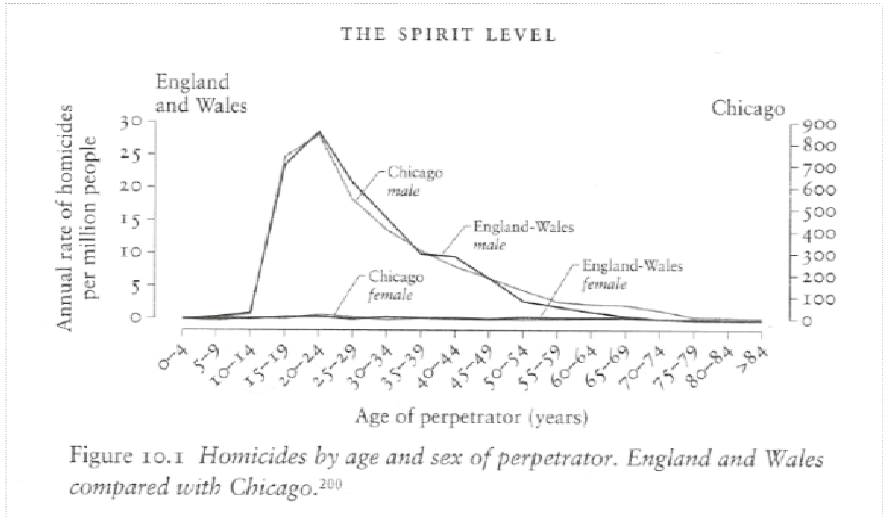 THE SPIRIT LEVEL
England
and Wales
Chicago
Annual rate of homicides
per million people
30
25
20
15
10
5
0
900
800
700
600
500
400
300
200
100
0
Chicago
male
England-Wales
male
Chicago
female
England-Wales
female
0–4
5–9
10–14
15–19
20–24
25–29
30–34
35–39
40–44
45–49
50–54
55–59
60–64
65–69
70–74
75–79
80–84
>84
Age of perpetrator (years)
Figure 10.1 Homicides by age and sex of perpetrator. England and Wales
compared with Chicago.200